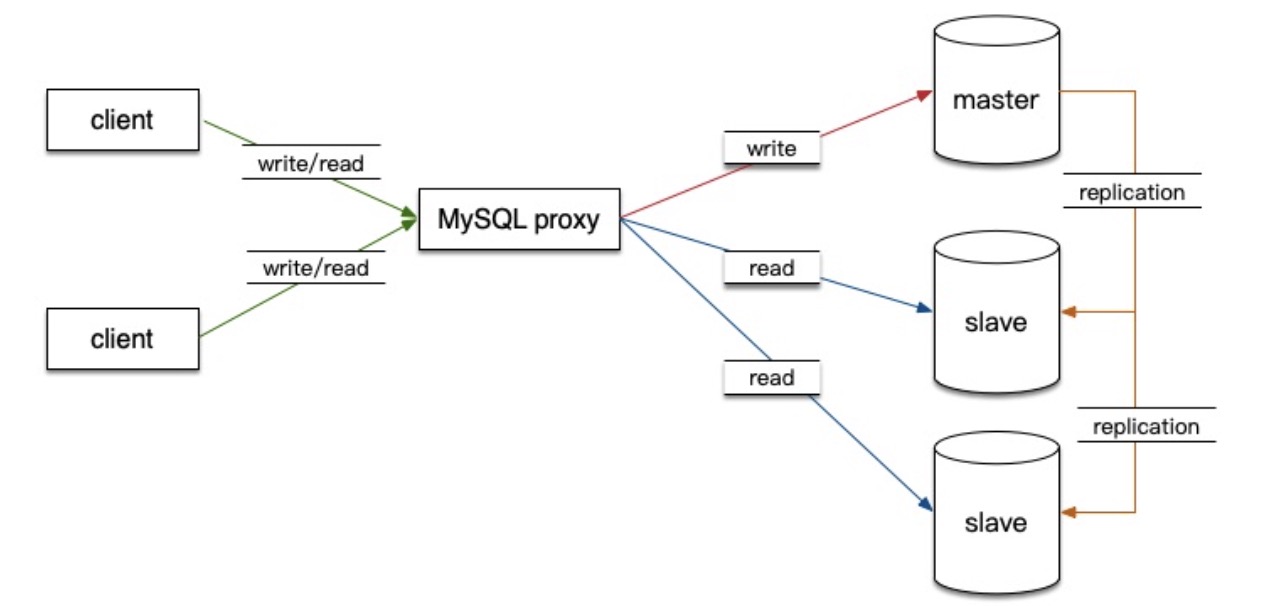 client
write/read
client
write/read
MySQL proxy
write
read
read
master
slave
slave
replication
replication